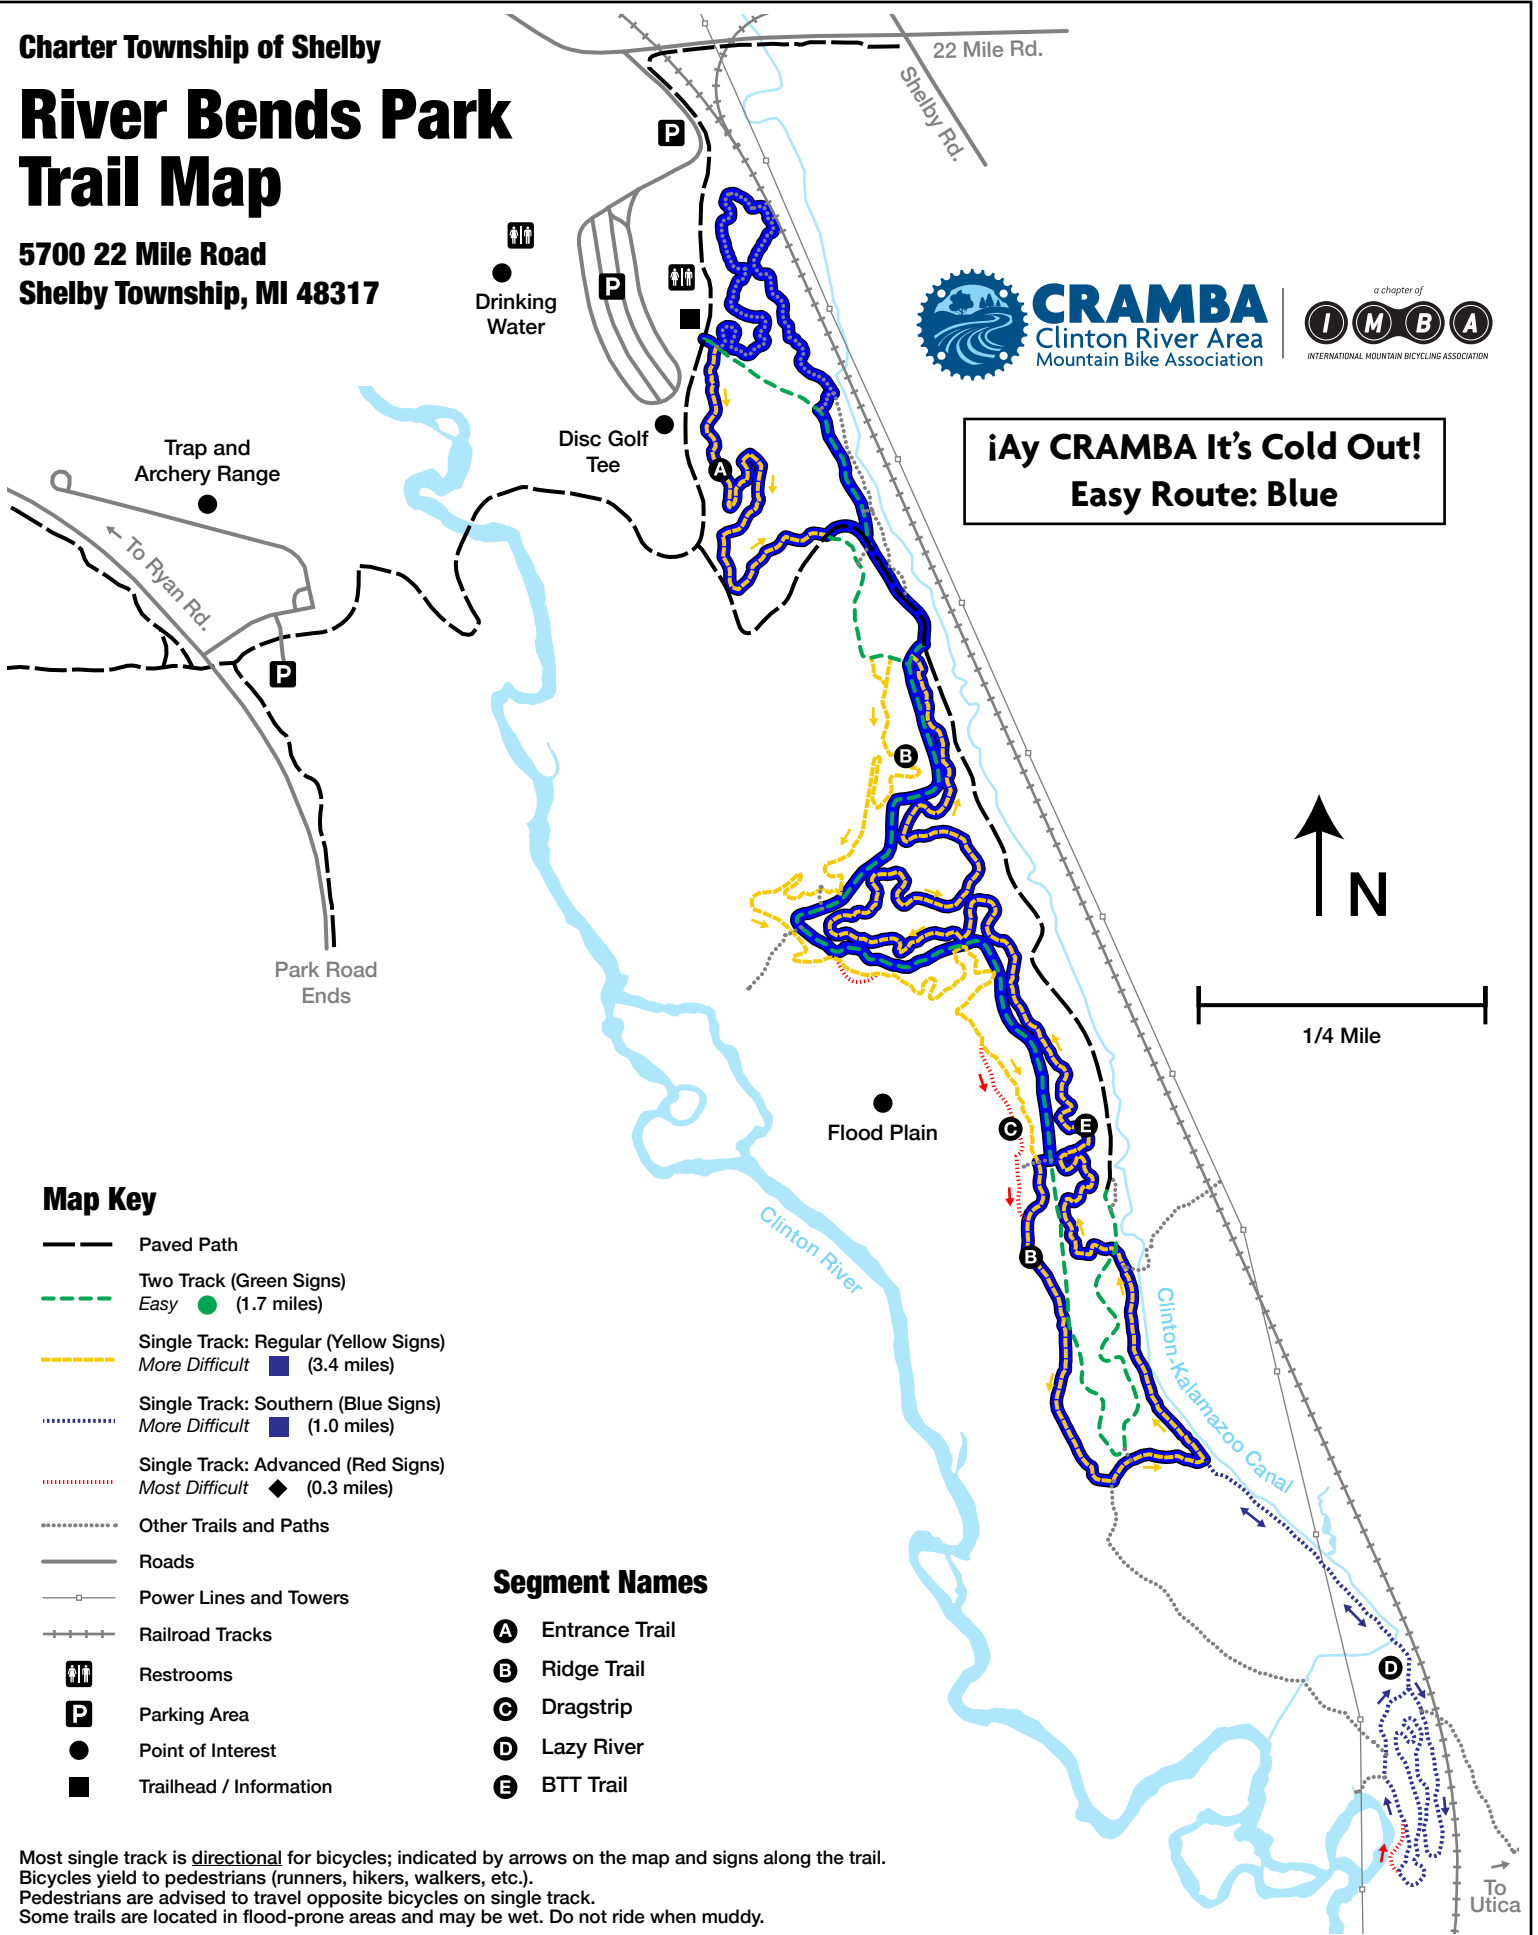 Charter Township of Shelby
River Bends Park
Trail Map
5700 22 Mile Road
Shelby Township, MI 48317
22 Mile Rd.
Shelby Rd.
P
Drinking
Water
P
CRAMBA
Clinton River Area
Mountain Bike Association
a chapter of
I M B A
INTERNATIONAL MOUNTAIN BICYCLING ASSOCIATION
¡Ay CRAMBA It's Cold Out!
Easy Route: Blue
Trap and
Archery Range
Disc Golf
Tee
A
← To Ryan Rd.
P
B
N
Park Road
Ends
1/4 Mile
Flood Plain
C
E
B
Clinton River
Clinton-Kalamazoo Canal
D
To
Utica
Map Key
Paved Path
Two Track (Green Signs)
Easy (1.7 miles)
Single Track: Regular (Yellow Signs)
More Difficult (3.4 miles)
Single Track: Southern (Blue Signs)
More Difficult (1.0 miles)
Single Track: Advanced (Red Signs)
Most Difficult (0.3 miles)
Other Trails and Paths
Roads
Power Lines and Towers
Railroad Tracks
Restrooms
P Parking Area
Point of Interest
Trailhead / Information
Segment Names
A Entrance Trail
B Ridge Trail
C Dragstrip
D Lazy River
E BTT Trail
Most single track is directional for bicycles; indicated by arrows on the map and signs along the trail.
Bicycles yield to pedestrians (runners, hikers, walkers, etc.).
Pedestrians are advised to travel opposite bicycles on single track.
Some trails are located in flood-prone areas and may be wet. Do not ride when muddy.